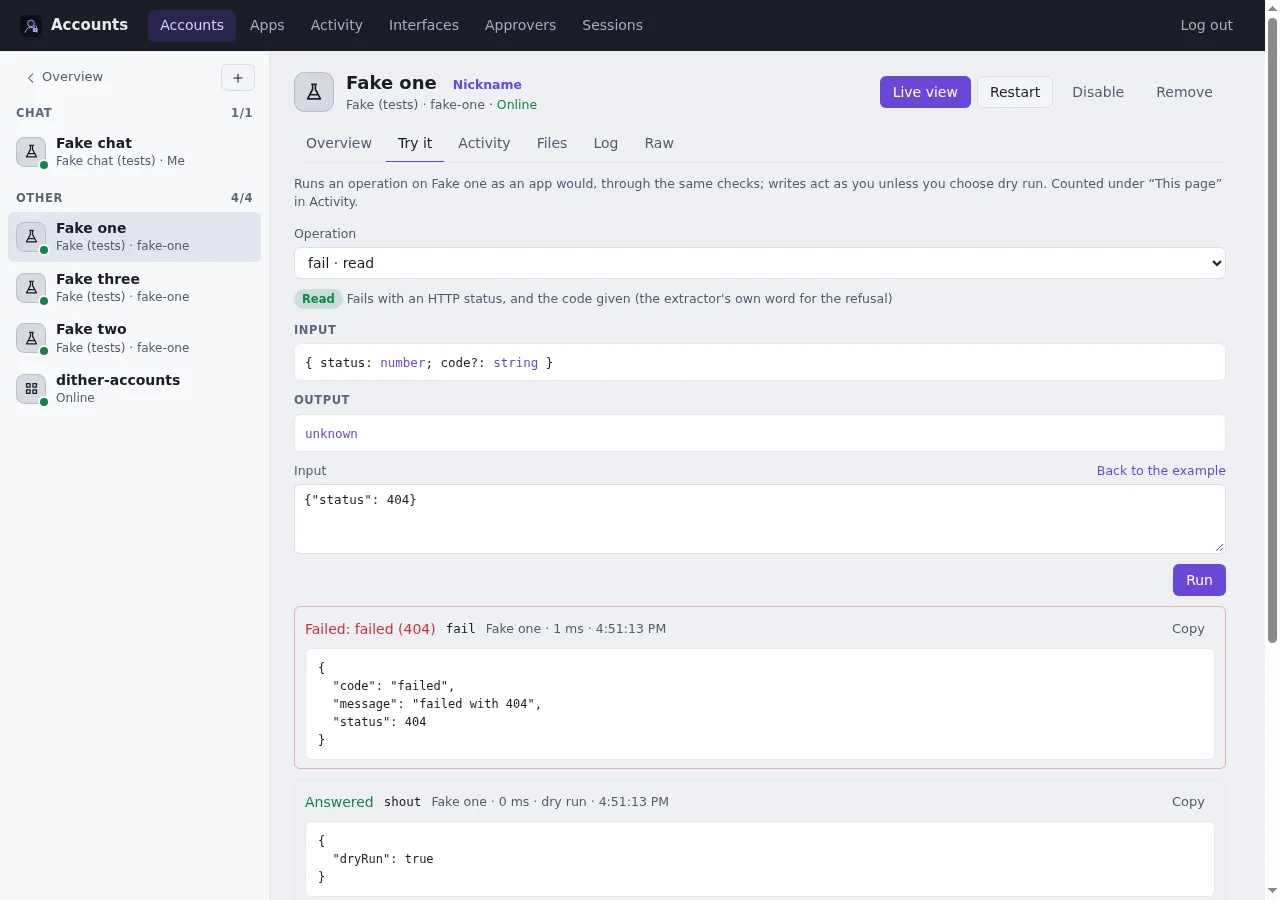 Accounts Accounts Apps Activity Interfaces Approvers Sessions Log out
Overview +
CHAT 1/1
Fake chat
Fake chat (tests) · Me
OTHER 4/4
Fake one
Fake (tests) · fake-one
Fake three
Fake (tests) · fake-one
Fake two
Fake (tests) · fake-one
dither-accounts
Online
Fake one Nickname
Fake (tests) · fake-one · Online
Live view Restart Disable Remove
Overview Try it Activity Files Log Raw
Runs an operation on Fake one as an app would, through the same checks; writes act as you unless you choose dry run. Counted under “This page”
in Activity.
Operation
fail · read
Read Fails with an HTTP status, and the code given (the extractor's own word for the refusal)
INPUT
{ status: number; code?: string }
OUTPUT
unknown
Input Back to the example
{"status": 404}
Run
Failed: failed (404) fail Fake one · 1 ms · 4:51:13 PM Copy
{
"code": "failed",
"message": "failed with 404",
"status": 404
}
Answered shout Fake one · 0 ms · dry run · 4:51:13 PM Copy
{
"dryRun": true
}